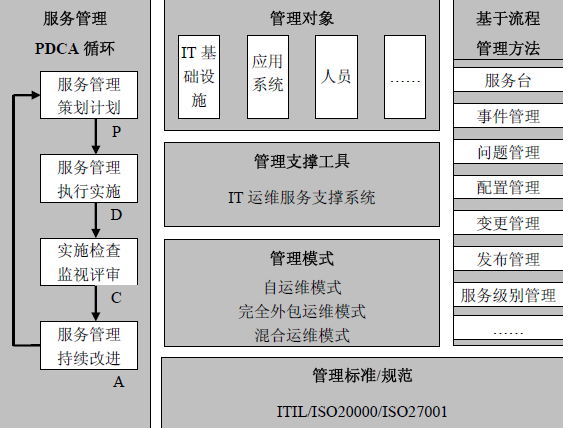 服务管理
PDCA 循环
服务管理
策划计划
P
服务管理
执行实施
D
实施检查
监视评审
C
服务管理
持续改进
A
管理对象
IT 基
础设
施
应用
系统
人员
……
管理支撑工具
IT 运维服务支撑系统
管理模式
自运维模式
完全外包运维模式
混合运维模式
基于流程
管理方法
服务台
事件管理
问题管理
配置管理
变更管理
发布管理
服务级别管理
……
管理标准/规范
ITIL/ISO20000/ISO27001